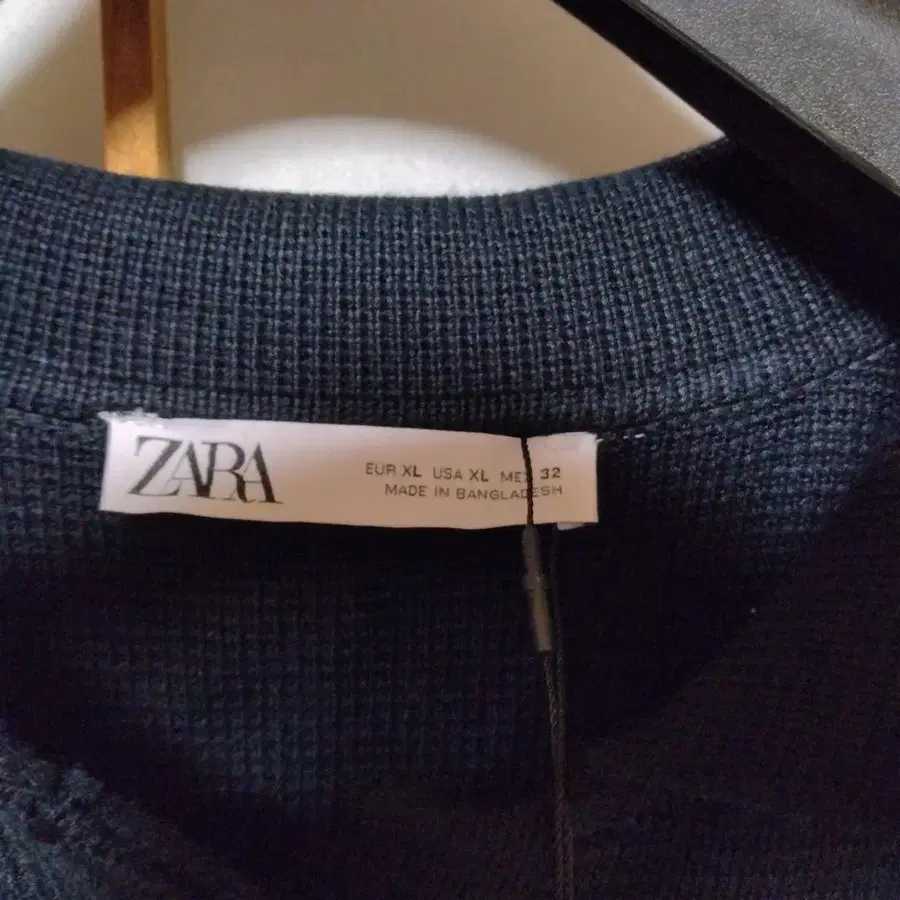 ZARA
EUR XL USA XL MEX 32
MADE IN BANGLADESH